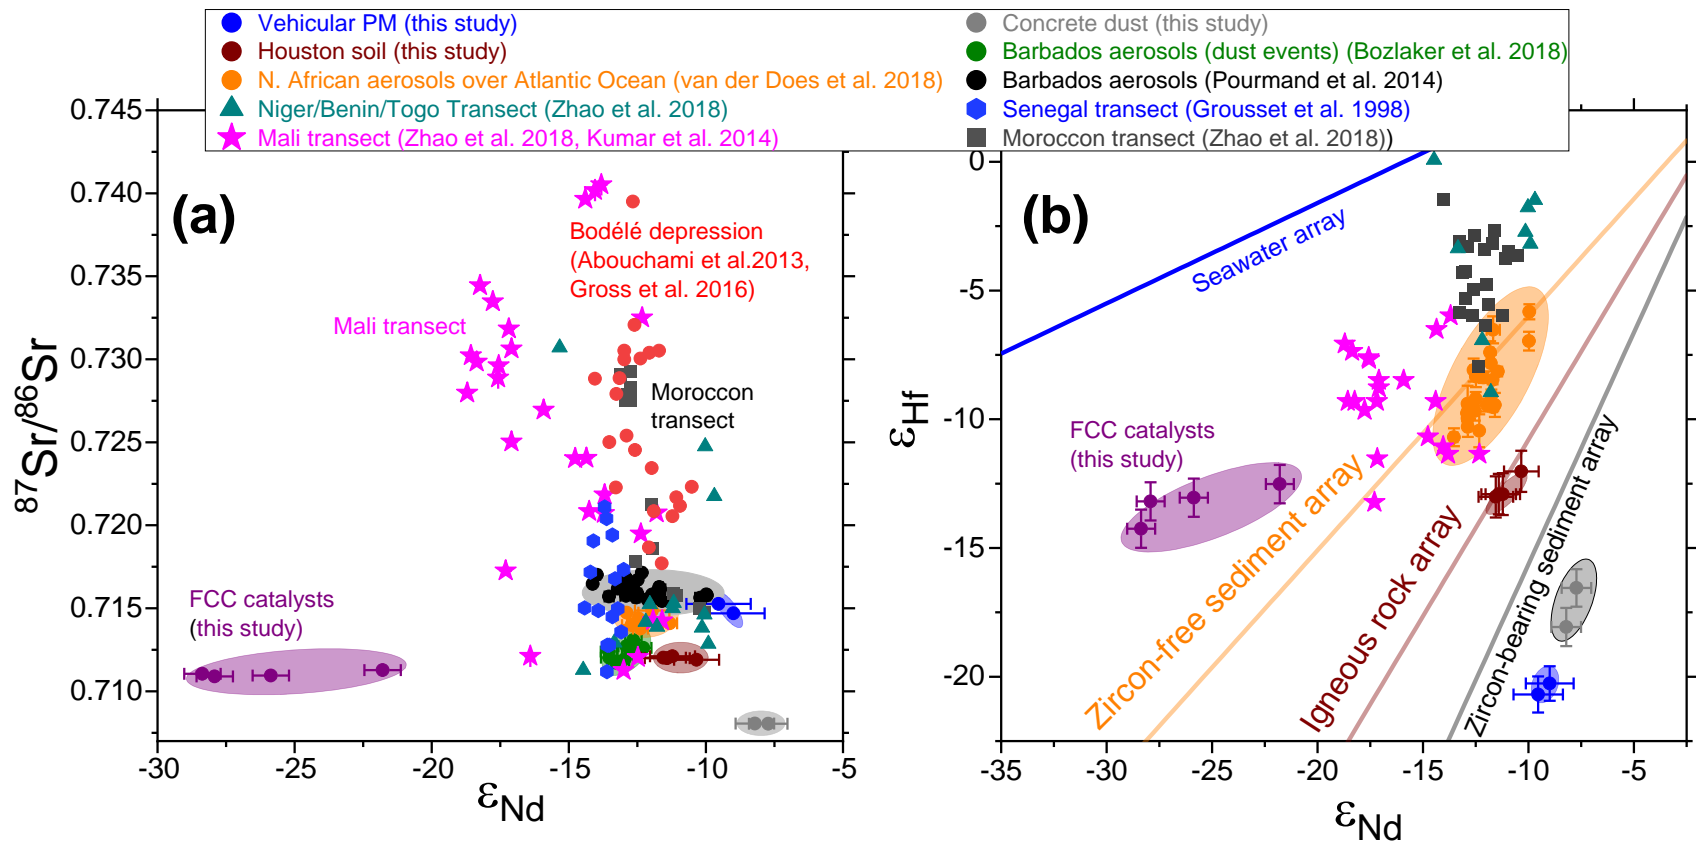 Vehicular PM (this study)
Houston soil (this study)
N. African aerosols over Atlantic Ocean (van der Does et al. 2018)
Niger/Benin/Togo Transect (Zhao et al. 2018)
Mali transect (Zhao et al. 2018, Kumar et al. 2014)
Concrete dust (this study)
Barbados aerosols (dust events) (Bozlaker et al. 2018)
Barbados aerosols (Pourmand et al. 2014)
Senegal transect (Grousset et al. 1998)
Moroccon transect (Zhao et al. 2018))
(a)
87Sr/86Sr
0.745
0.740
0.735
0.730
0.725
0.720
0.715
0.710
Bodélé depression
(Abouchami et al.2013,
Gross et al. 2016)
Mali transect
Moroccon
transect
FCC catalysts
(this study)
-30
-25
-20
-15
-10
-5
εNd
(b)
εHf
0
-5
-10
-15
-20
Seawater array
FCC catalysts
(this study)
Zircon-free sediment array
Igneous rock array
Zircon-bearing sediment array
-35
-30
-25
-20
-15
-10
-5
εNd